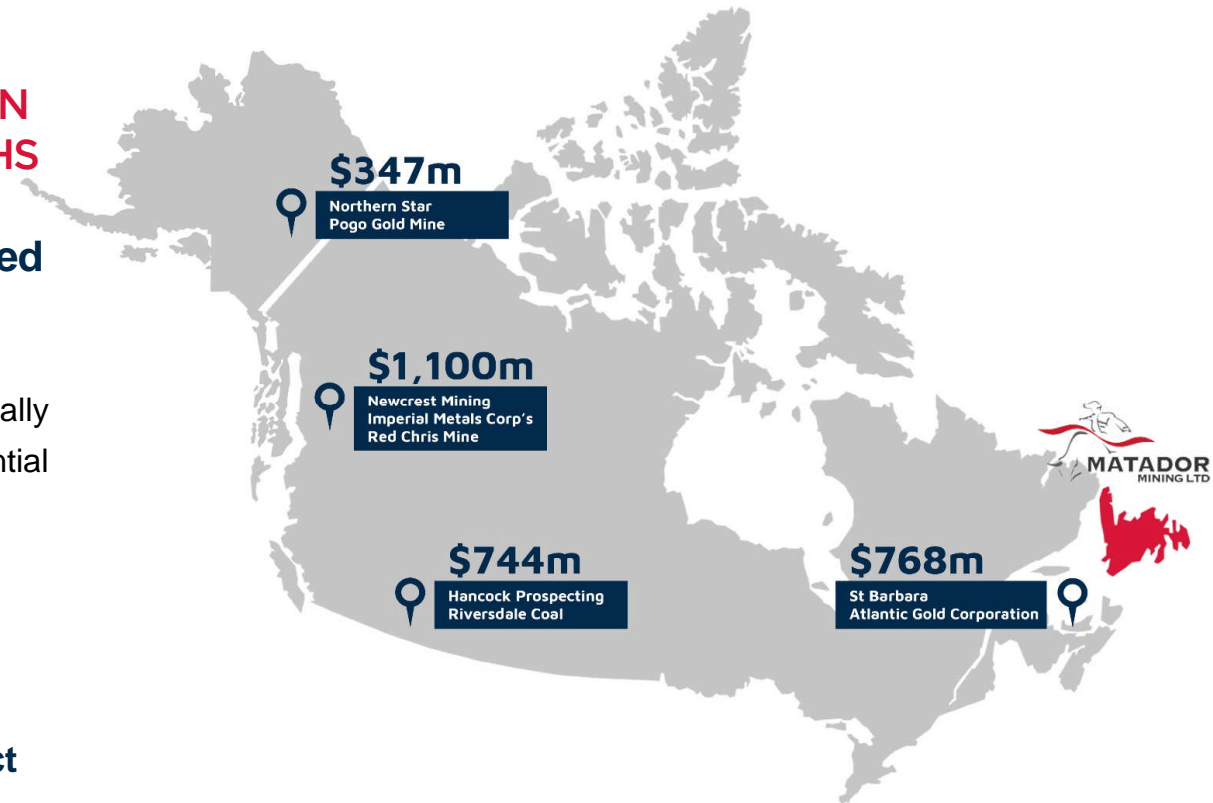 N
HS
ed
ally
ntial
ct
$347m
Northern Star
Pogo Gold Mine
$1,100m
Newcrest Mining
Imperial Metals Corp's
Red Chris Mine
$744m
Hancock Prospecting
Riversdale Coal
$768m
St Barbara
Atlantic Gold Corporation
MATADOR
MINING LTD